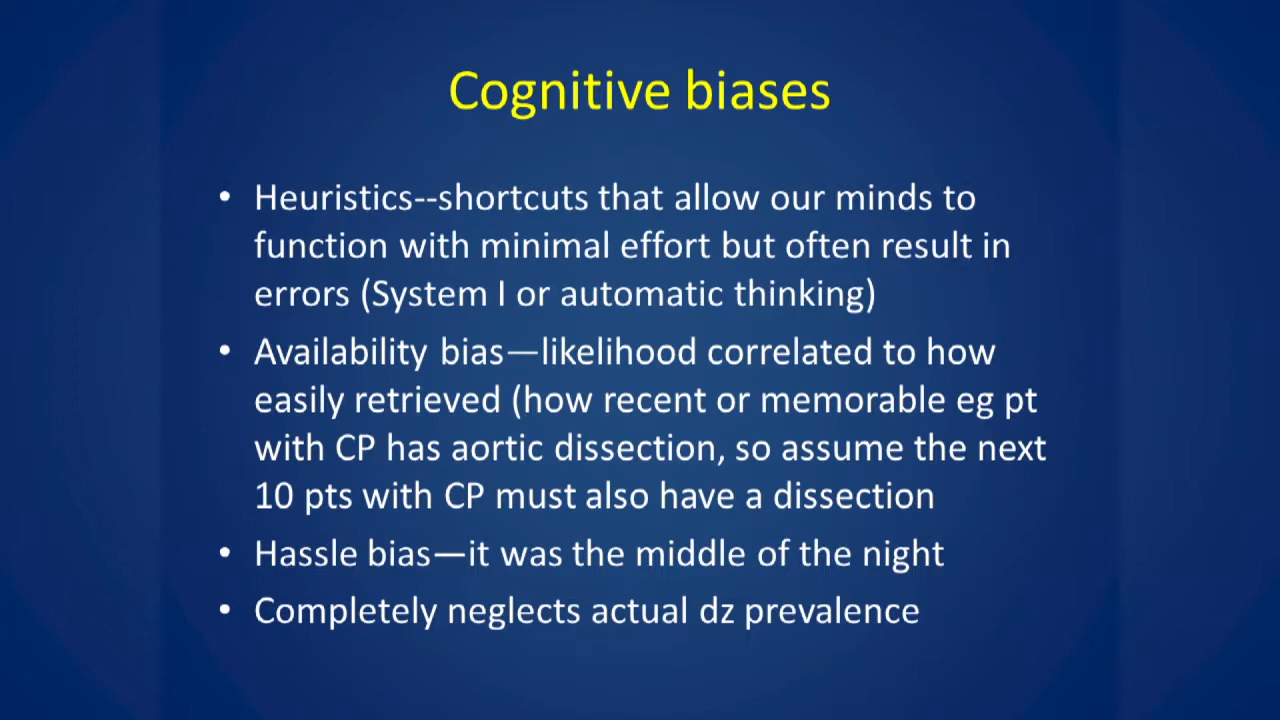 Cognitive biases
• Heuristics--shortcuts that allow our minds to
function with minimal effort but often result in
errors (System I or automatic thinking)
• Availability bias—likelihood correlated to how
easily retrieved (how recent or memorable eg pt
with CP has aortic dissection, so assume the next
10 pts with CP must also have a dissection
• Hassle bias—it was the middle of the night
• Completely neglects actual dz prevalence